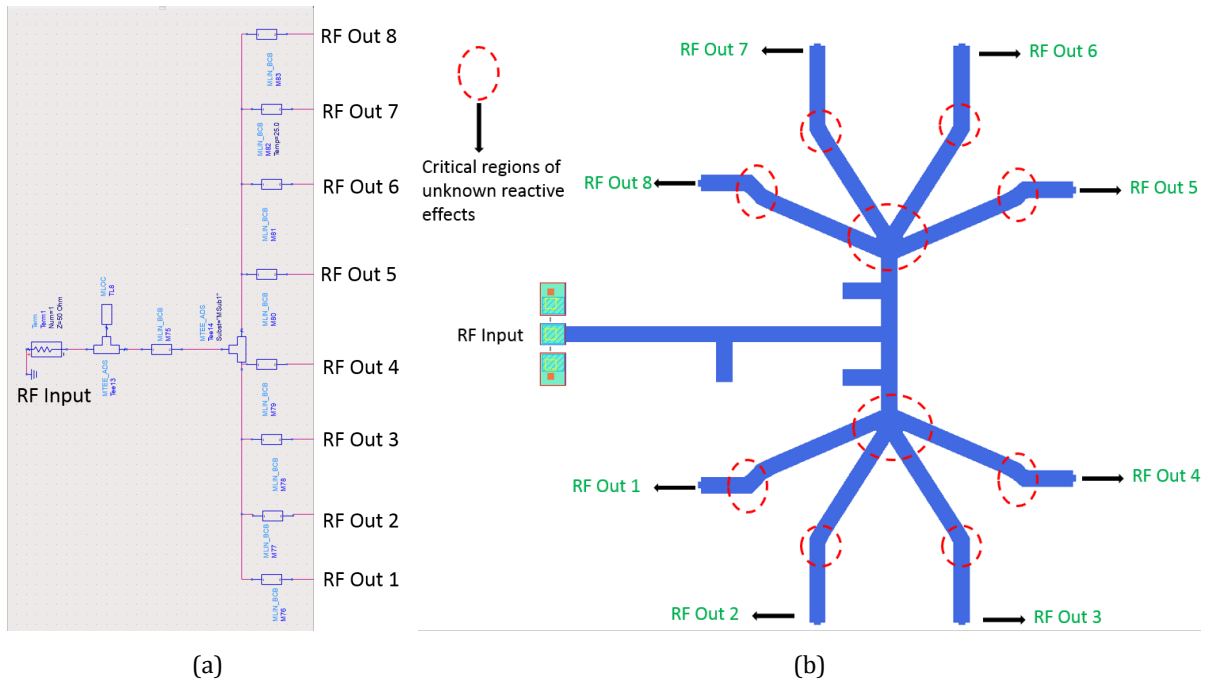 RF Out 8
MLIN_BCB
M83
RF Out 7
MLIN_BCB
M82
Temp=25.0
RF Out 6
MLIN_BCB
M81
RF Out 5
MLIN_BCB
M80
Term
Term1
Num=1
Z=50 Ohm
MLOC
TL8
MTEE_ADS
Tee13
MLIN_BCB
M75
MTEE_ADS
Tee14
Subst="MSub1"
RF Input
RF Out 4
MLIN_BCB
M79
RF Out 3
MLIN_BCB
M78
RF Out 2
MLIN_BCB
M77
RF Out 1
MLIN_BCB
M76
(a)
Critical regions of
unknown reactive
effects
RF Out 7
RF Out 6
RF Out 8
RF Out 5
RF Input
RF Out 1
RF Out 4
RF Out 2
RF Out 3
(b)